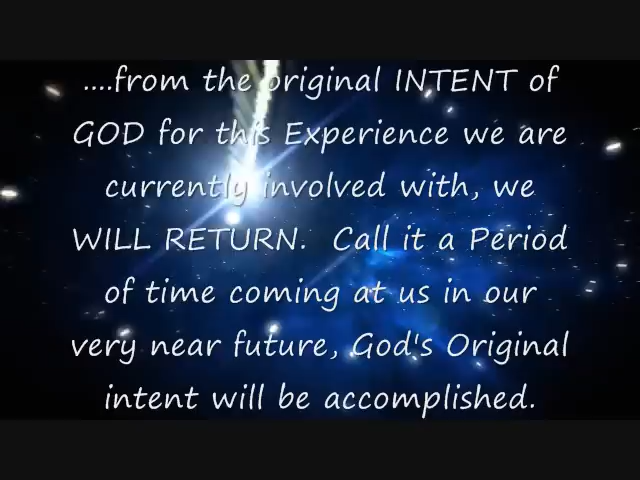 ....from the original INTENT of
GOD for this Experience we are
currently involved with, we
WILL RETURN.  Call it a Period
of time coming at us in our
very near future, God's Original
intent will be accomplished.